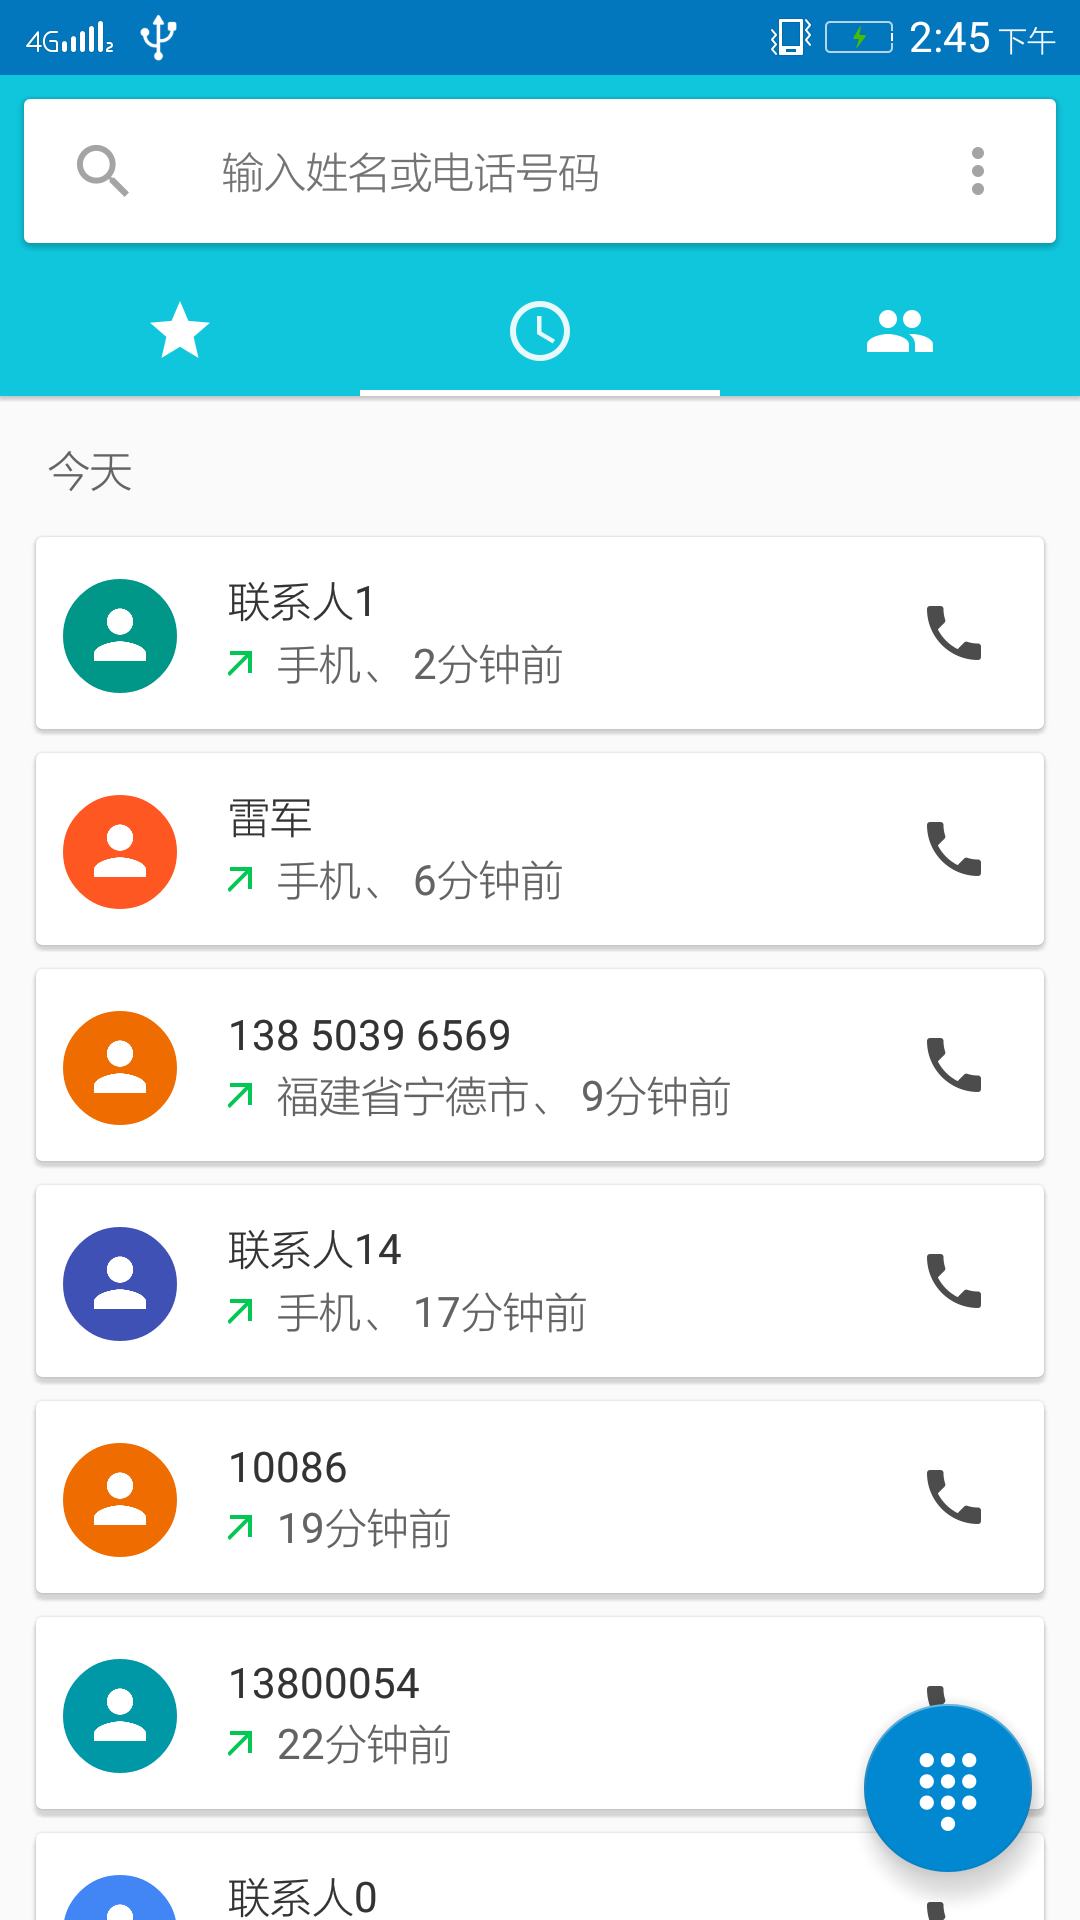 4G 2 2:45 下午
输入姓名或电话号码
今天
联系人1
手机、 2分钟前
雷军
手机、 6分钟前
138 5039 6569
福建省宁德市、 9分钟前
联系人14
手机、 17分钟前
10086
19分钟前
13800054
22分钟前
联系人0